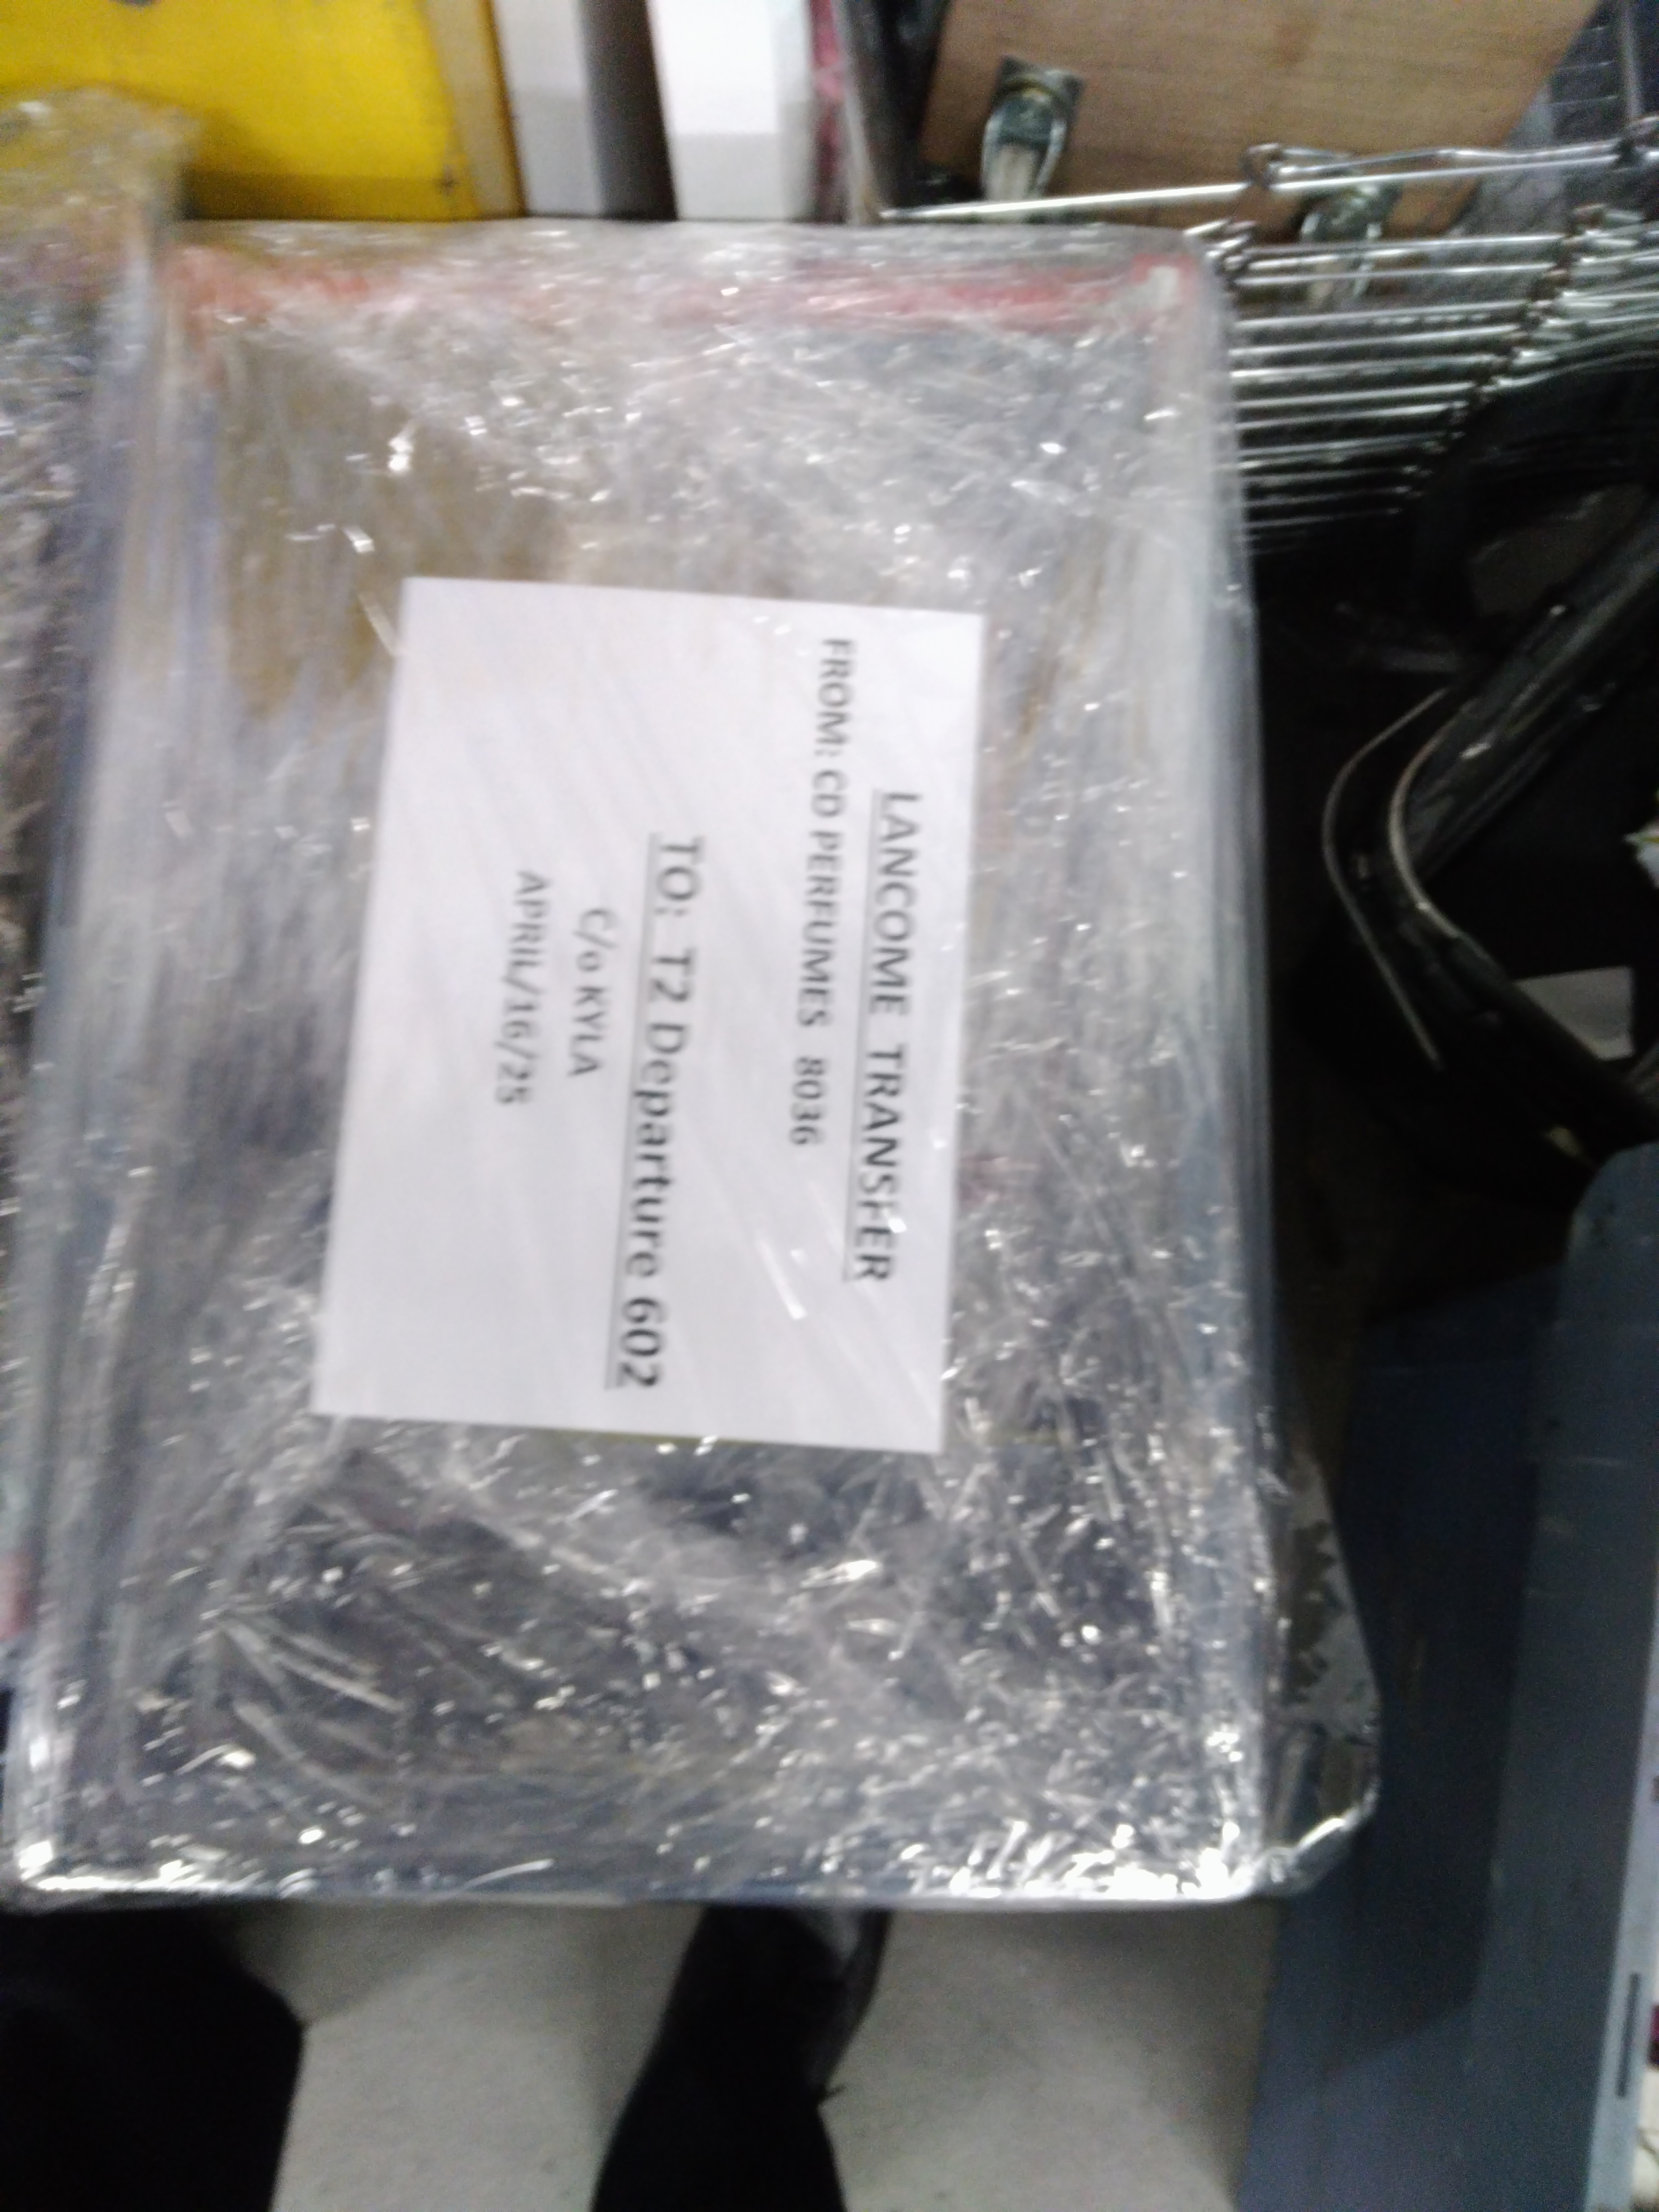 LANCOME TRANSFER
FROM: CD PERFUMES 8036
TO: T2 Departure 602
C/o KYLA
APRIL/16/25